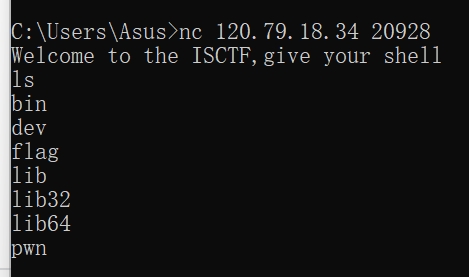 C:\Users\Asus>nc 120.79.18.34 20928
Welcome to the ISCTF,give your shell
ls
bin
dev
flag
lib
lib32
lib64
pwn